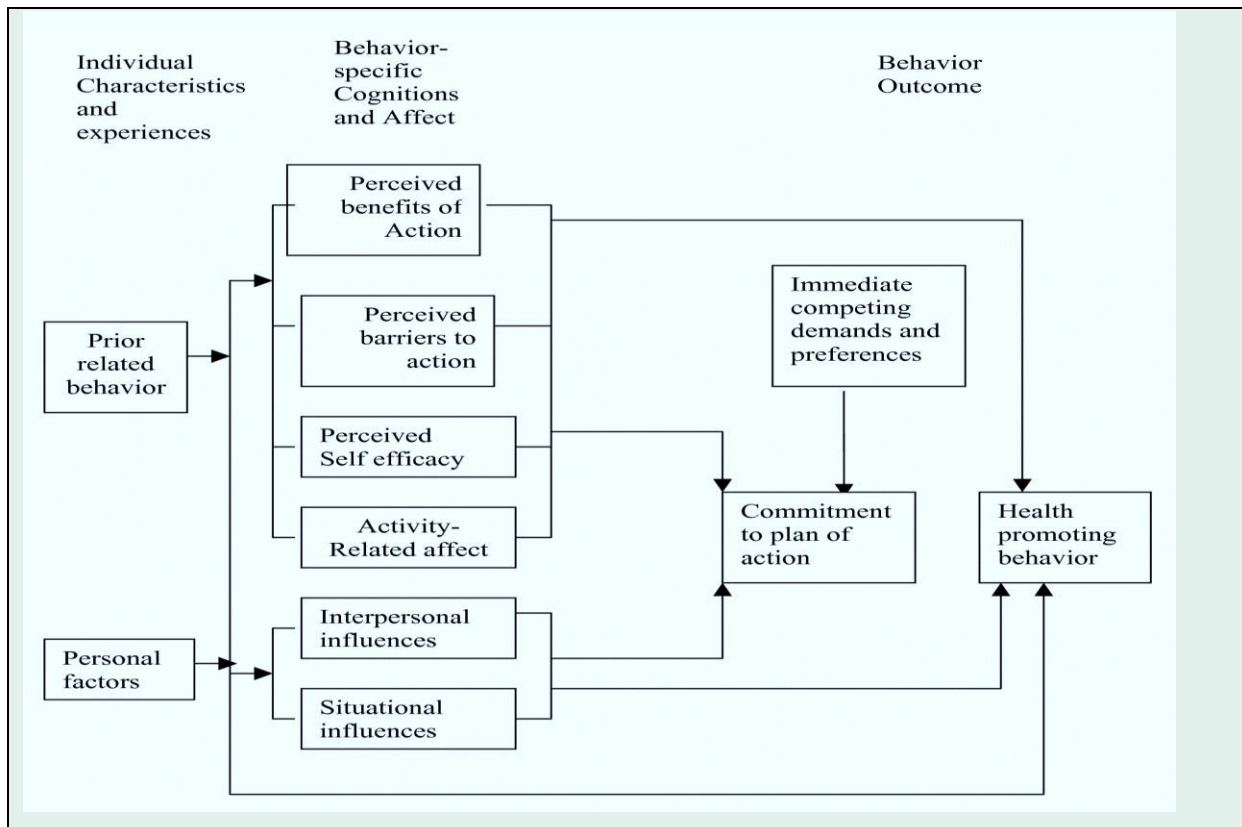 Individual
Characteristics
and
experiences
Behavior-
specific
Cognitions
and Affect
Behavior
Outcome
Perceived
benefits of
Action
Immediate
competing
demands and
preferences
Prior
related
behavior
Perceived
barriers to
action
Perceived
Self efficacy
Activity-
Related affect
Commitment
to plan of
action
Health
promoting
behavior
Personal
factors
Interpersonal
influences
Situational
influences